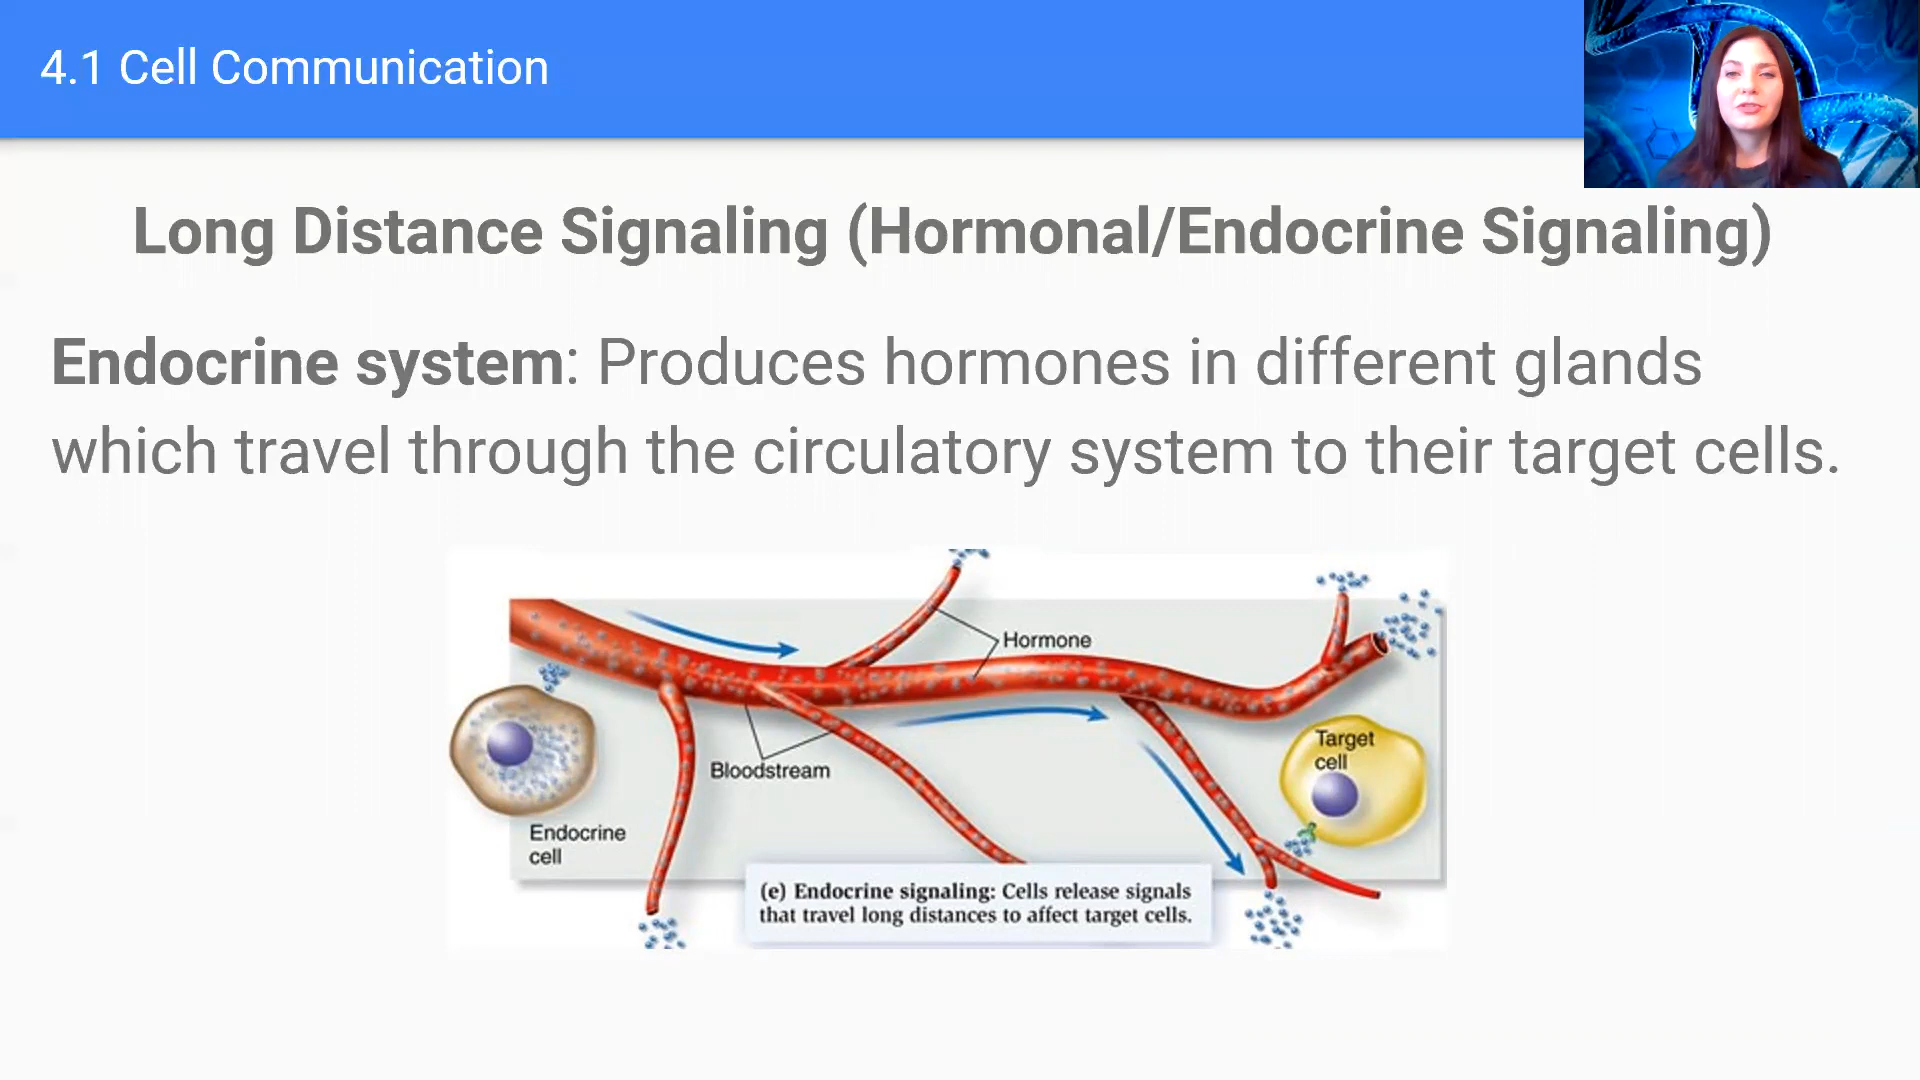 4.1 Cell Communication
Long Distance Signaling (Hormonal/Endocrine Signaling)
Endocrine system: Produces hormones in different glands
which travel through the circulatory system to their target cells.
Hormone
Bloodstream
Target
cell
Endocrine
cell
(e) Endocrine signaling: Cells release signals
that travel long distances to affect target cells.